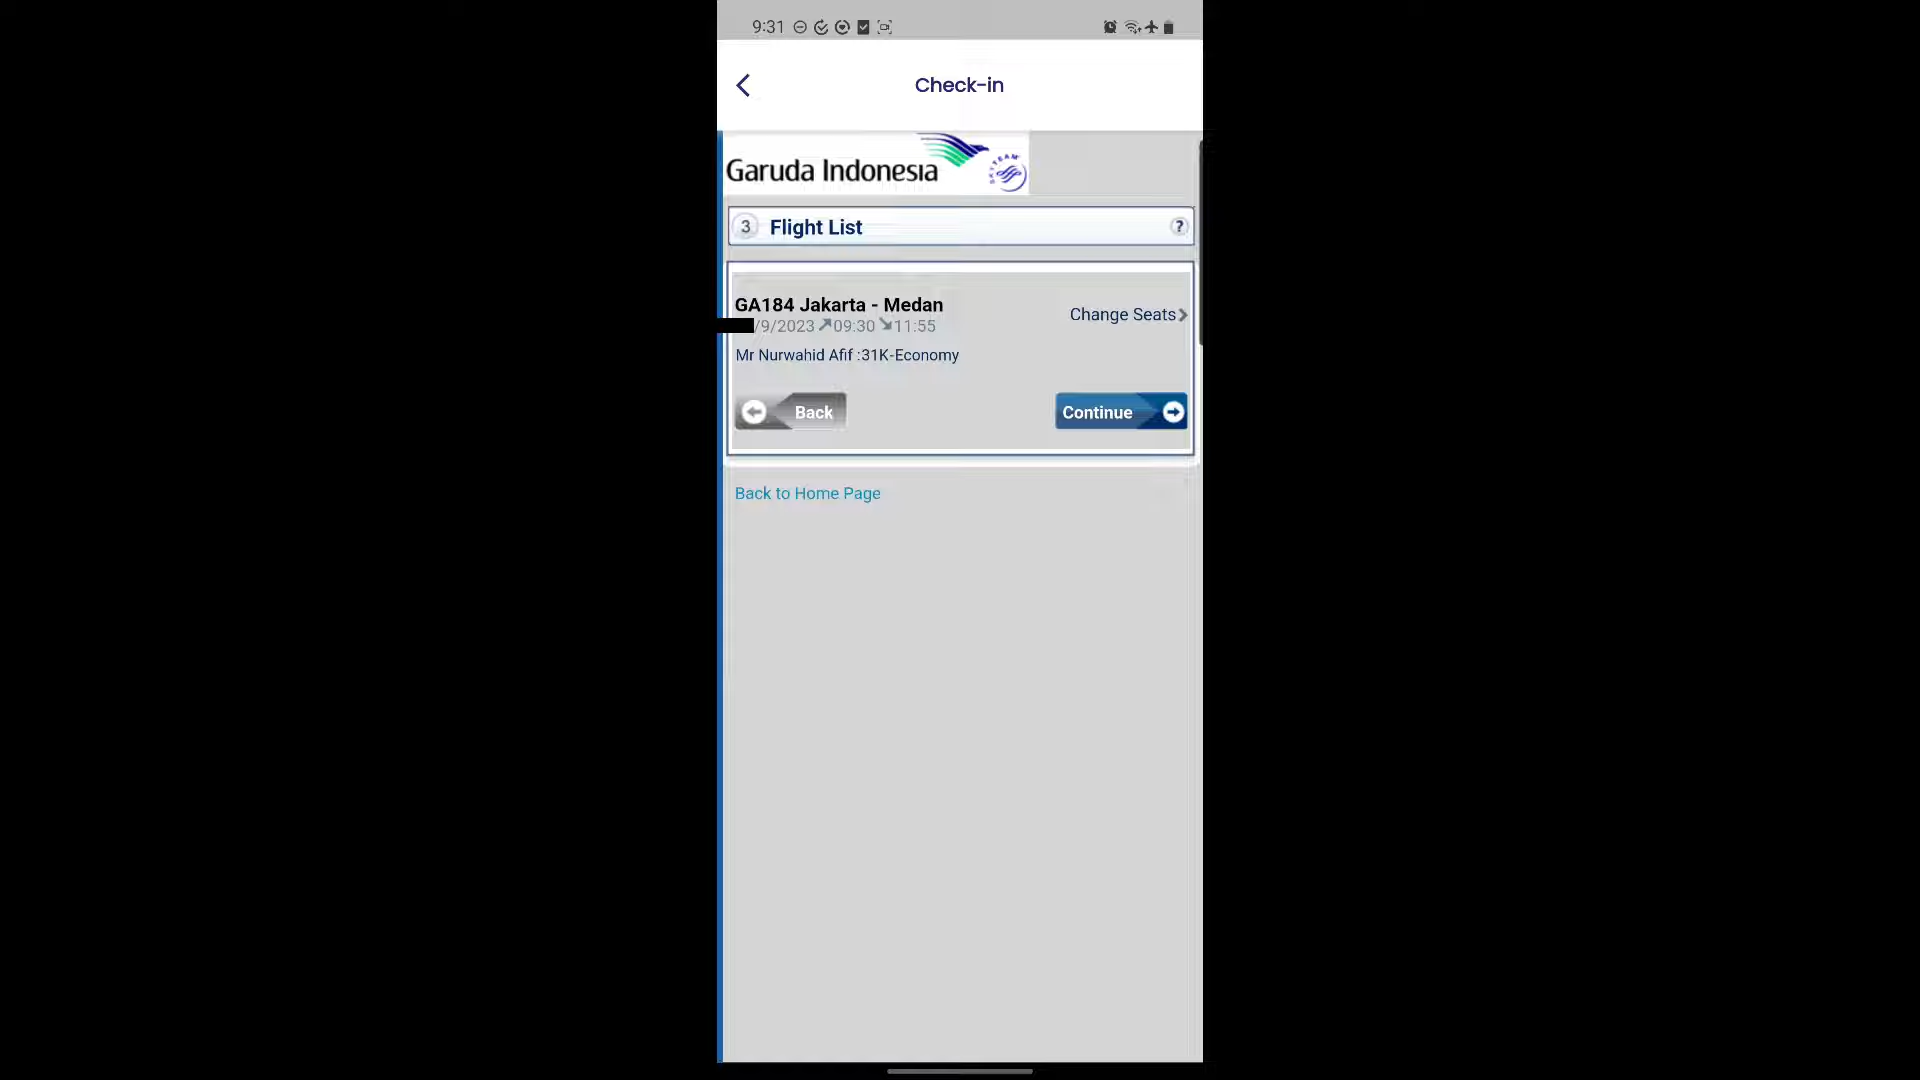 9:31
Check-in
Garuda Indonesia
SKYTEAM
3 Flight List ?
GA184 Jakarta - Medan
/9/2023 09:30 11:55
Change Seats
Mr Nurwahid Afif :31K-Economy
Back
Continue
Back to Home Page